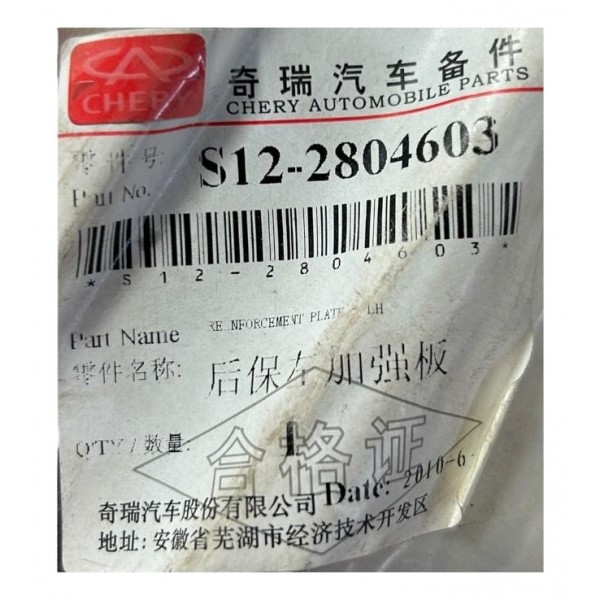 CHERY
奇瑞汽车备件
CHERY AUTOMOBILE PARTS
零件号:
Part No. S12-2804603
*S12-2804603*
Part Name REINFORCEMENT PLATE - LH
零件名称: 后保左加强板
QTY/数量: 1
合格证
Date: 2010-6
奇瑞汽车股份有限公司
地址: 安徽省芜湖市经济技术开发区